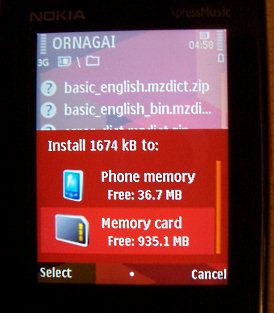 NOKIA XpressMusic
ORNAGAI
04:58
3G \
basic_english.mzdict.zip
basic_english_bin.mzdi...
Install 1674 kB to:
Phone memory
Free: 36.7 MB
Memory card
Free: 935.1 MB
Select Cancel